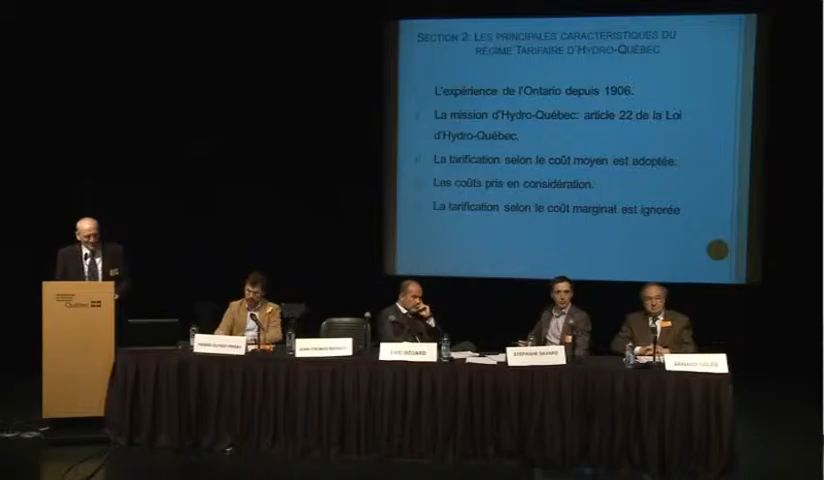 SECTION 2: LES PRINCIPALES CARACTÉRISTIQUES DU
RÉGIME TARIFAIRE D'HYDRO-QUÉBEC
L'expérience de l'Ontario depuis 1906.
La mission d'Hydro-Québec: article 22 de la Loi
d'Hydro-Québec.
La tarification selon le coût moyen est adoptée.
Les coûts pris en considération.
La tarification selon le coût marginal est ignorée
Québec
STÉPHANE SAVARD